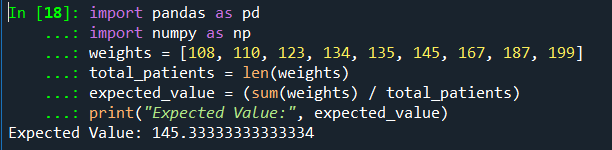 In [18]: import pandas as pd
    ...: import numpy as np
    ...: weights = [108, 110, 123, 134, 135, 145, 167, 187, 199]
    ...: total_patients = len(weights)
    ...: expected_value = (sum(weights) / total_patients)
    ...: print("Expected Value:", expected_value)
Expected Value: 145.33333333333334